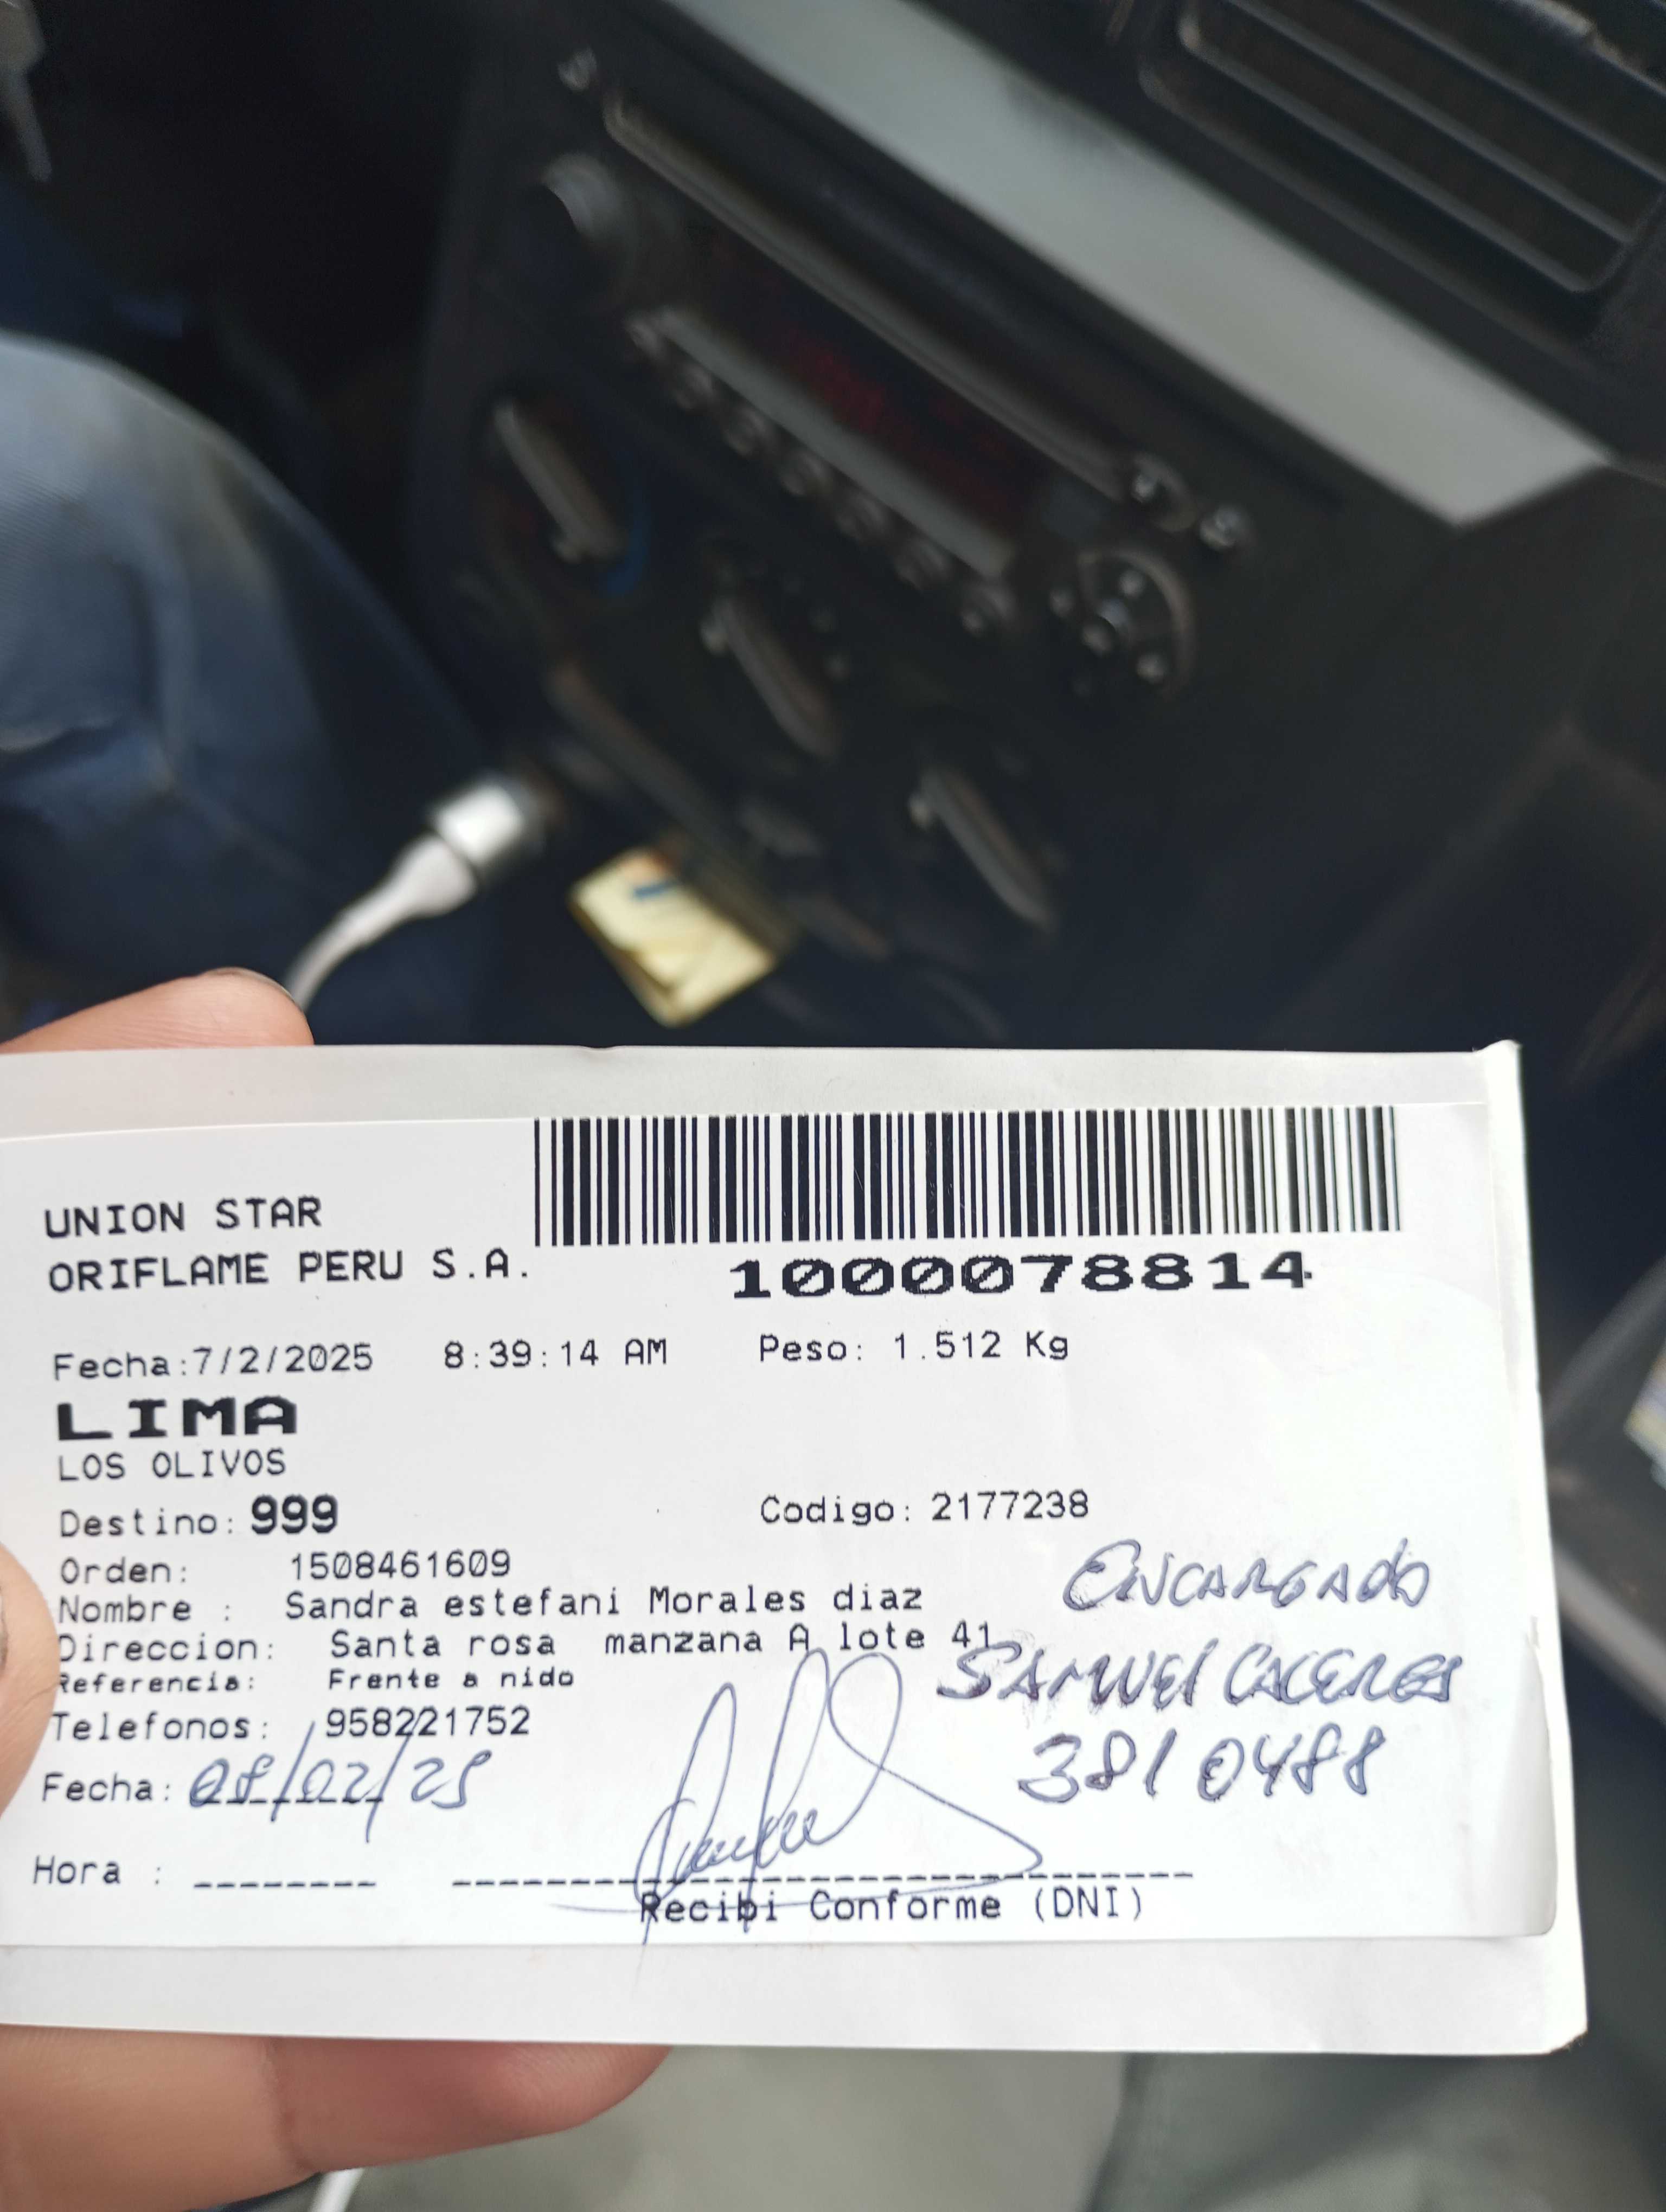 UNION STAR
ORIFLAME PERU S.A.
1000078814
Fecha:7/2/2025 8:39:14 AM Peso: 1.512 Kg
LIMA
LOS OLIVOS
Destino: 999 Codigo: 2177238
Orden: 1508461609
Nombre : Sandra estefani Morales diaz
ENCARGADO
Direccion: Santa rosa manzana A lote 41
Referencia: Frente a nido
SAMUEL CACERES
Telefonos: 958221752
3810488
Fecha: 08/02/25
Hora :
Recibi Conforme (DNI)